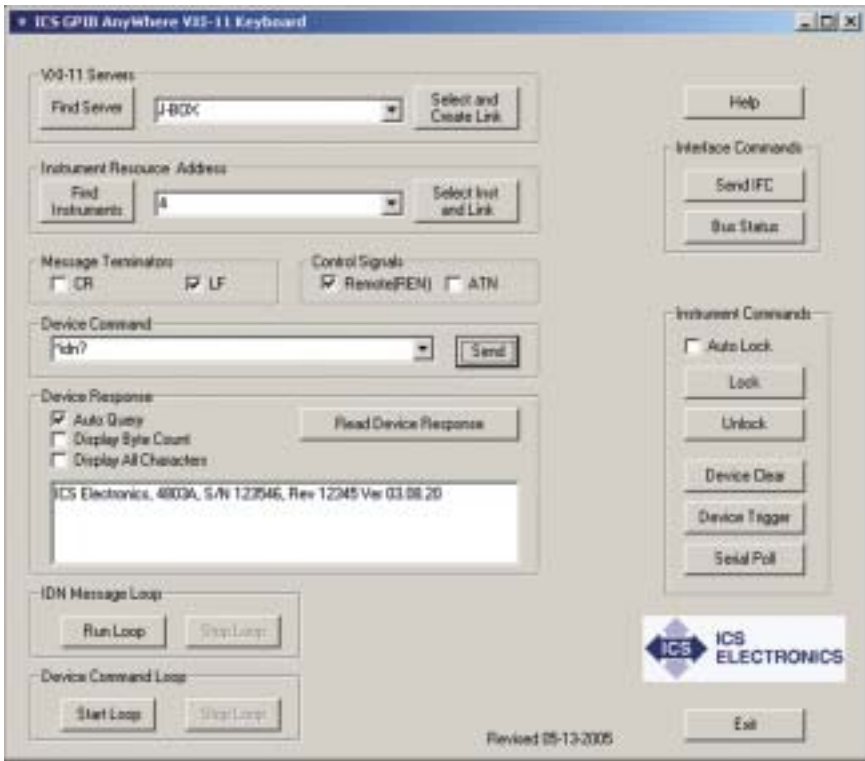 ICS GPIB AnyWhere VXI-11 Keyboard
VXI-11 Servers
Find Server
J-BOX
Select and Create Link
Help
Instrument Resource Address
Find Instruments
4
Select Inst and Link
Interface Commands
Send IFC
Bus Status
Message Terminators
CR
LF
Control Signals
Remote(REN)
ATN
Device Command
*idn?
Send
Device Response
Auto Query
Display Byte Count
Display All Characters
Read Device Response
ICS Electronics, 4803A, S/N 123546, Rev 12345 Ver 03.08.20
Instrument Commands
Auto Lock
Lock
Unlock
Device Clear
Device Trigger
Serial Poll
IDN Message Loop
Run Loop
Stop Loop
Device Command Loop
Start Loop
Stop Loop
ICS
ICS ELECTRONICS
Revised 05-13-2005
Exit